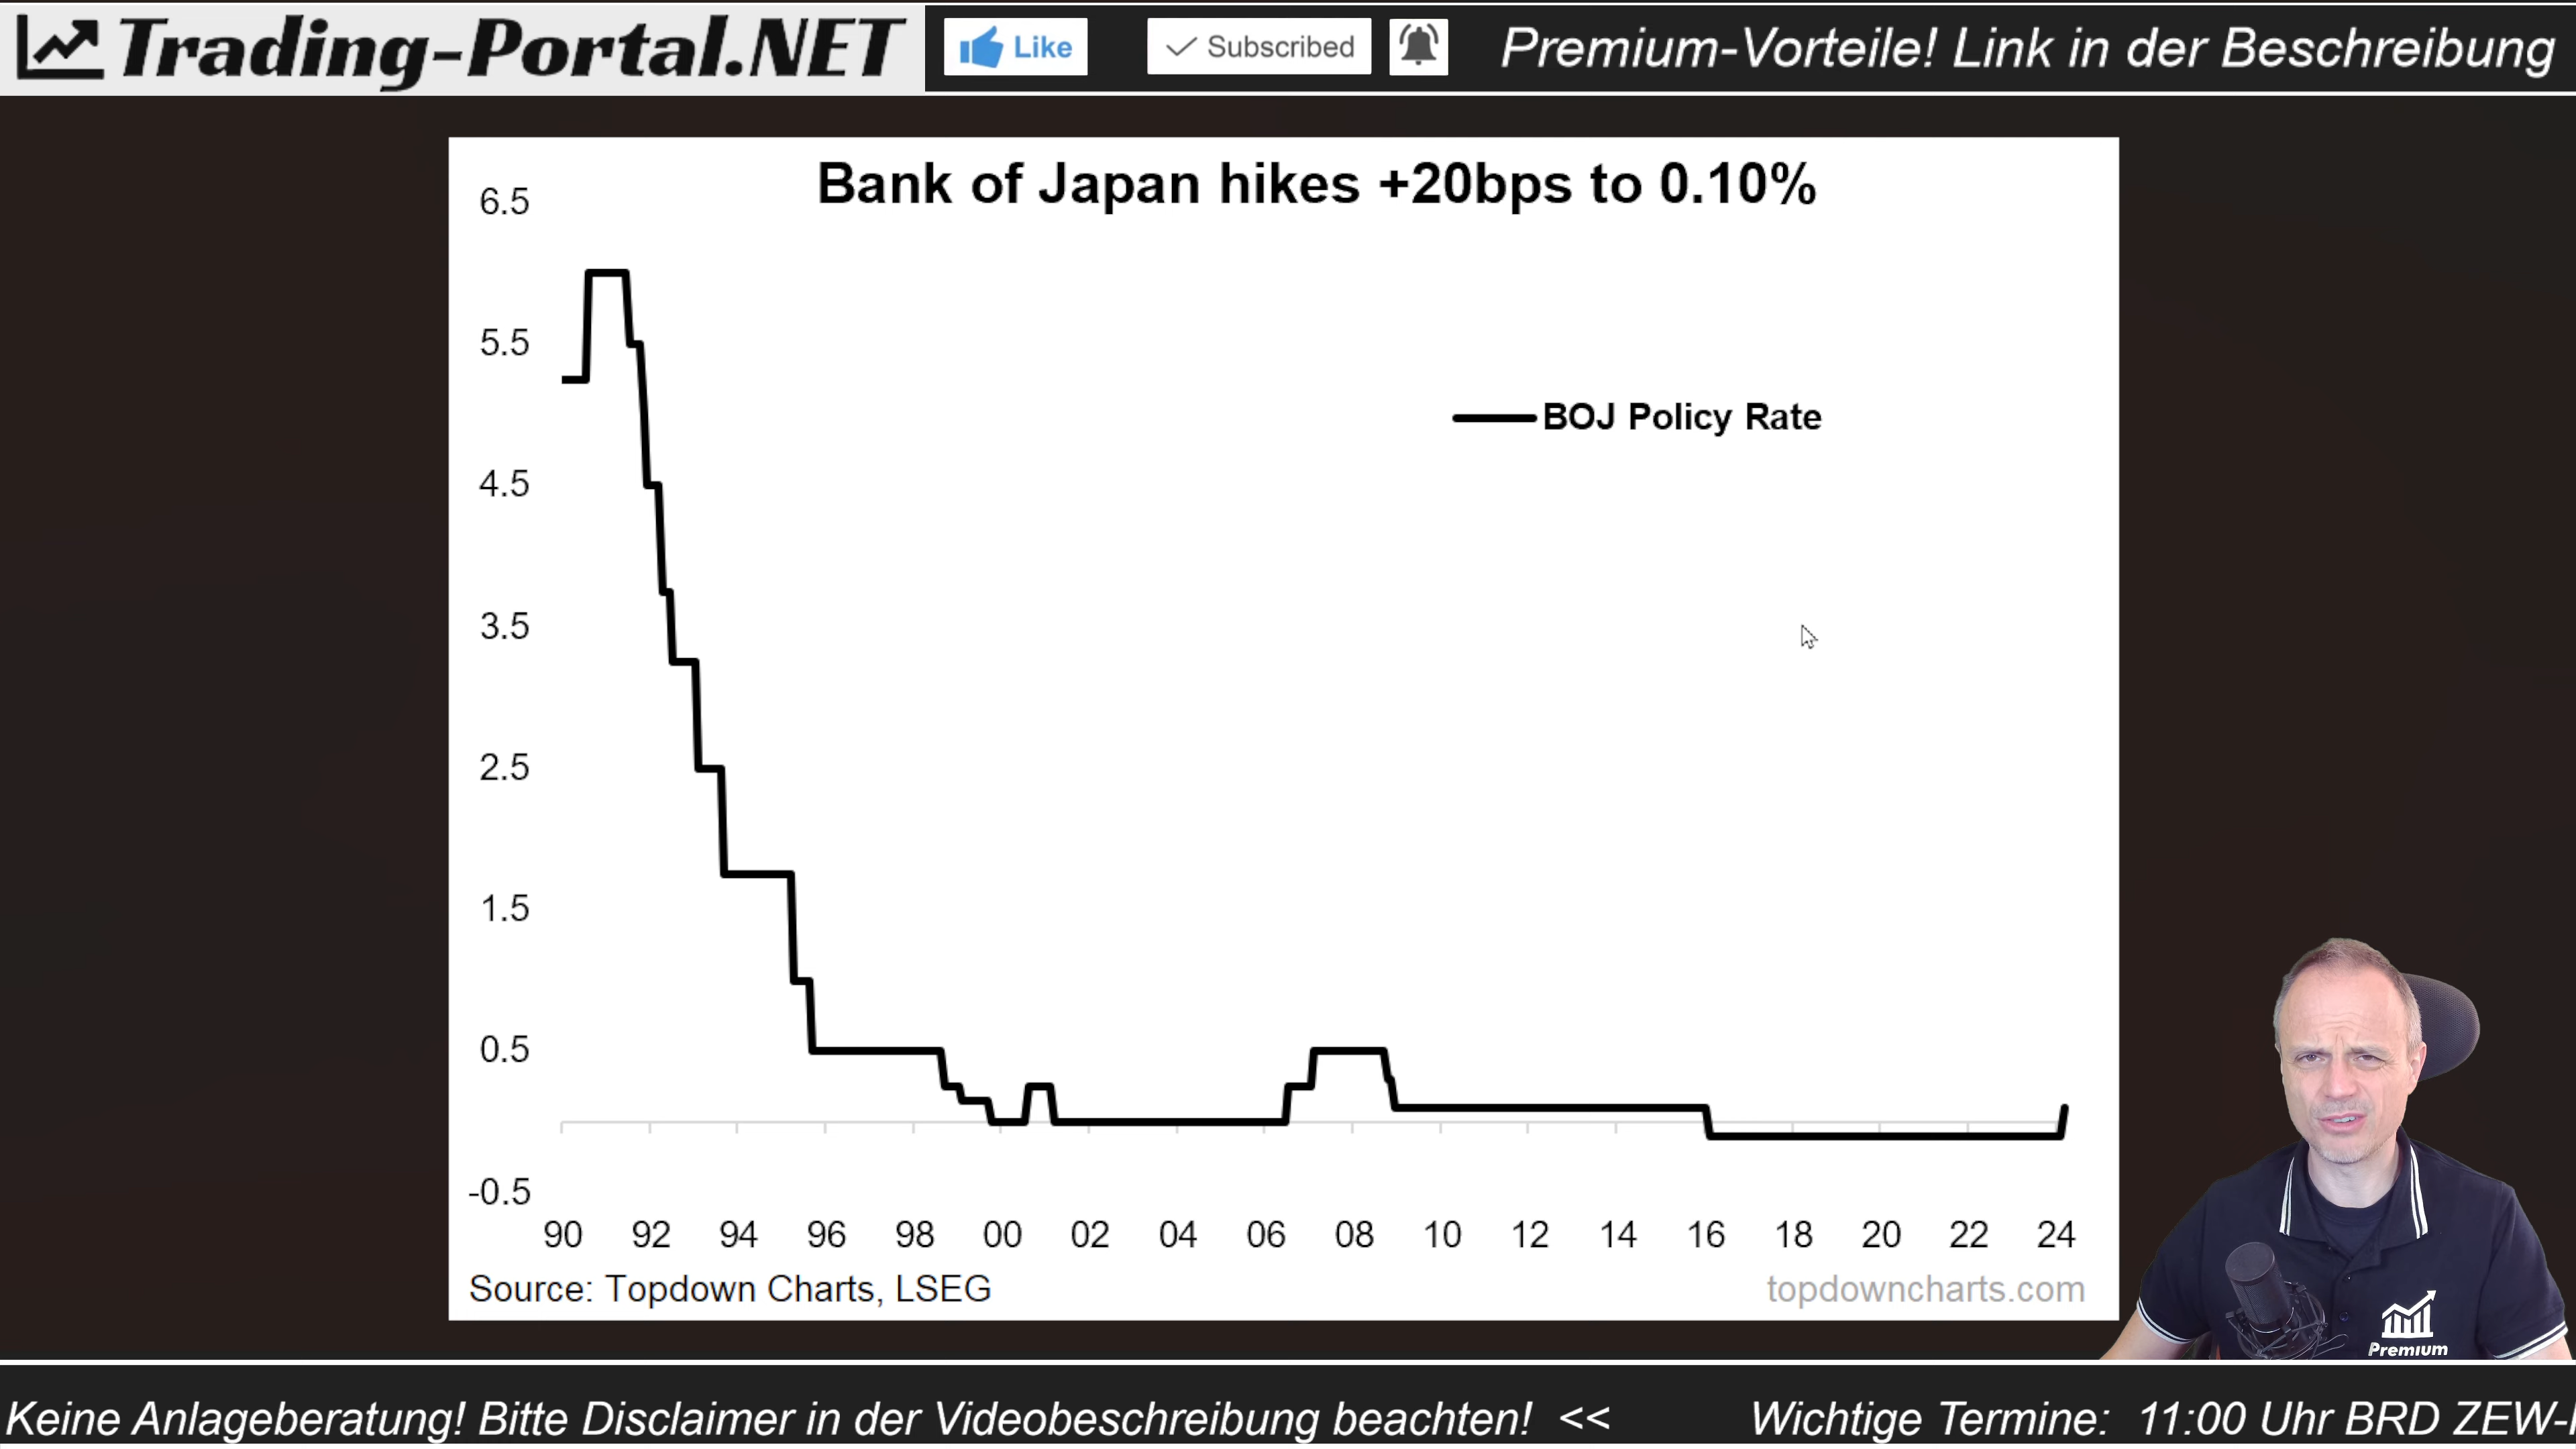 Trading-Portal.NET
Like
Subscribed
Premium-Vorteile! Link in der Beschreibung
Bank of Japan hikes +20bps to 0.10%
6.5
5.5
4.5
3.5
2.5
1.5
0.5
-0.5
BOJ Policy Rate
90 92 94 96 98 00 02 04 06 08 10 12 14 16 18 20 22 24
Source: Topdown Charts, LSEG
topdowncharts.com
Premium
Keine Anlageberatung! Bitte Disclaimer in der Videobeschreibung beachten! <<
Wichtige Termine: 11:00 Uhr BRD ZEW-